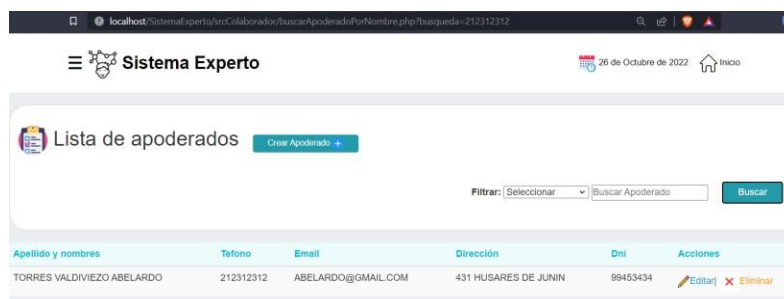 localhost/SistemaExperto/srcColaborador/buscarApoderadoPorNombre.php?busqueda=212312312
Sistema Experto
26 de Octubre de 2022
Inicio
Lista de apoderados
Crear Apoderado +
Filtrar: Seleccionar Buscar Apoderado Buscar
Apellido y nombres Tefono Email Dirección Dni Acciones
TORRES VALDIVIEZO ABELARDO 212312312 ABELARDO@GMAIL.COM 431 HUSARES DE JUNIN 99453434 Editar| Eliminar